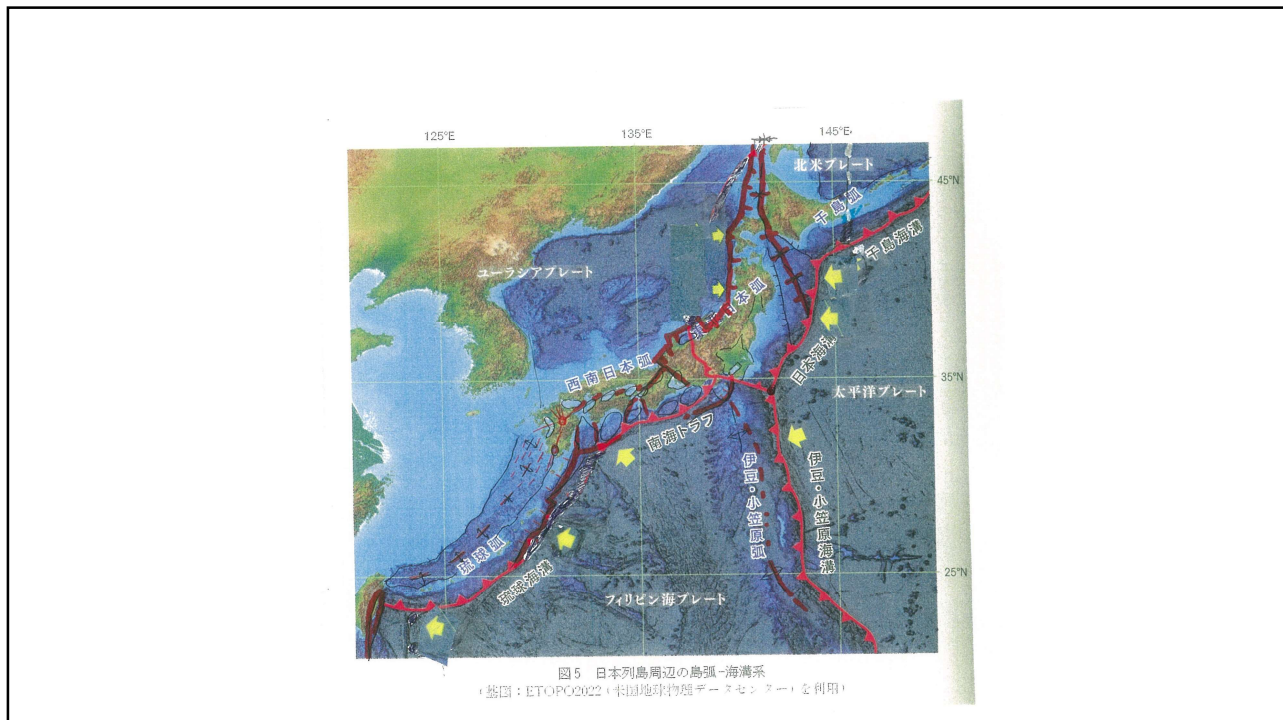 125°E
135°E
145°E
北米プレート
45°N
千島弧
千島海溝
ユーラシアプレート
東北日本弧
西南日本弧
日本海溝
35°N
太平洋プレート
南海トラフ
伊豆・小笠原弧
伊豆・小笠原海溝
琉球弧
琉球海溝
25°N
フィリピン海プレート
図5 日本列島周辺の島弧-海溝系
(基図：ETOPO2022(米国地球物理データセンター)を利用)